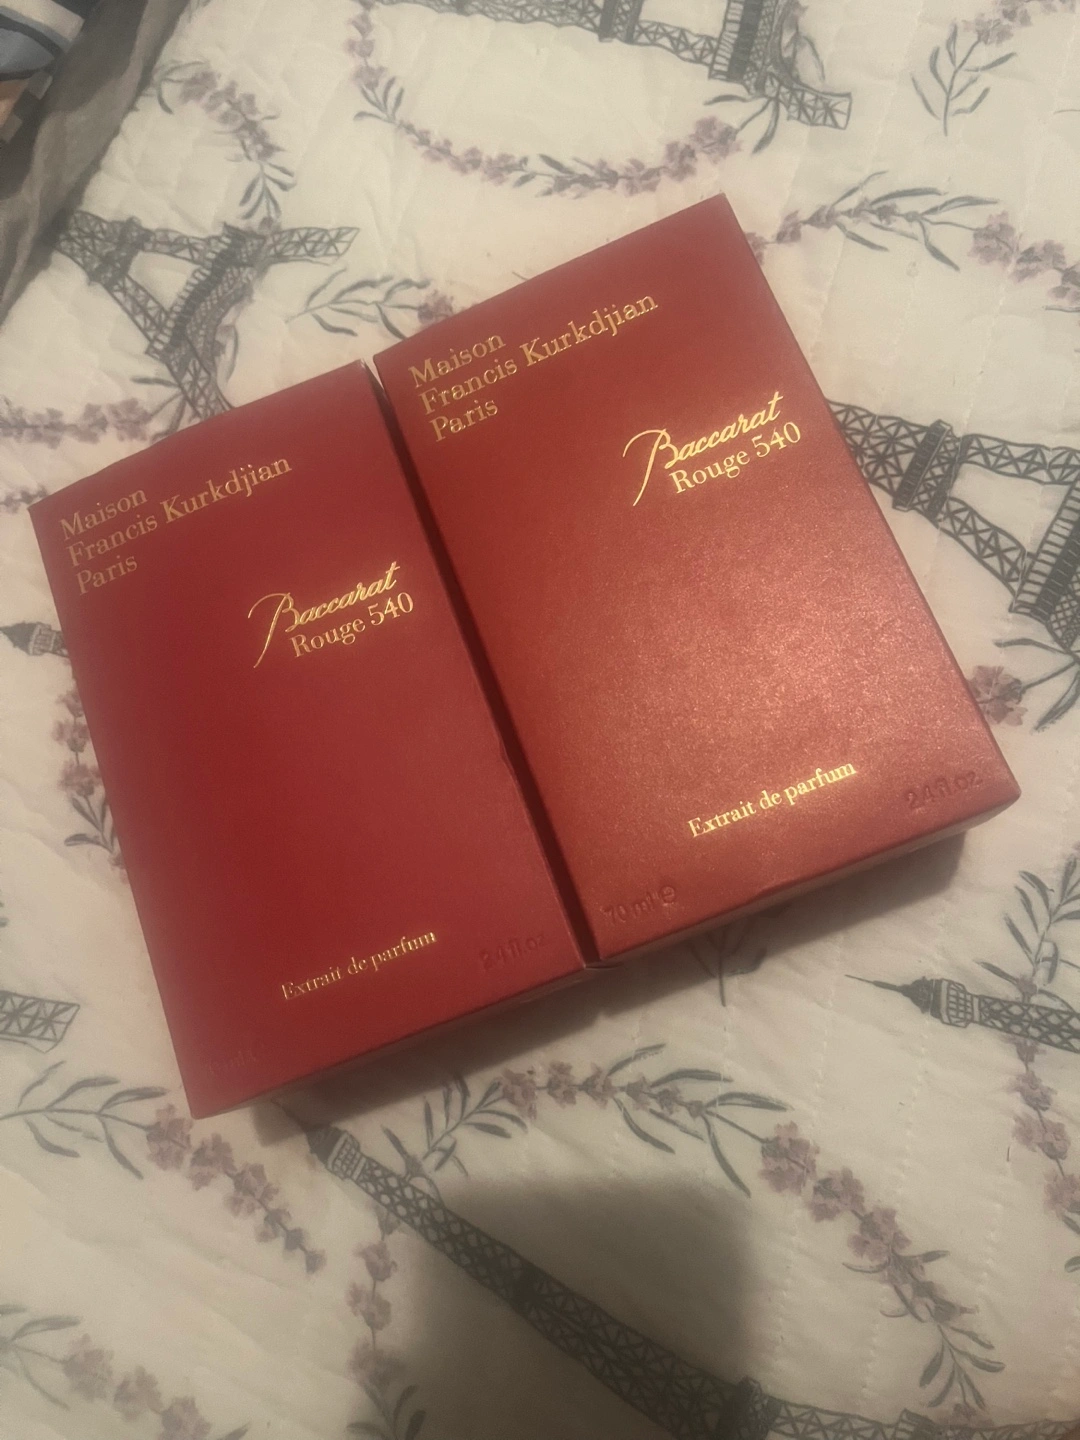 Maison
Francis Kurkdjian
Paris
Baccarat
Rouge 540
Extrait de parfum
2.4 fl.oz
Maison
Francis Kurkdjian
Paris
Baccarat
Rouge 540
Extrait de parfum
70 ml ℮
2.4 fl.oz